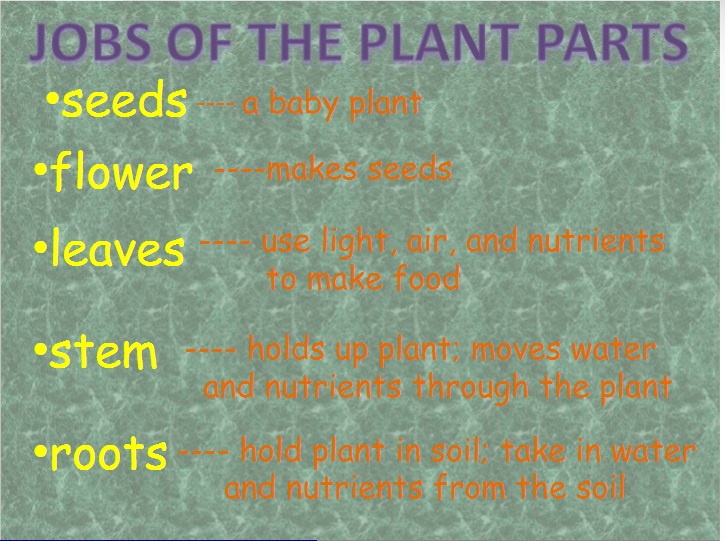 JOBS OF THE PLANT PARTS
•seeds ---- a baby plant
•flower ----makes seeds
•leaves ---- use light, air, and nutrients
to make food
•stem ---- holds up plant; moves water
and nutrients through the plant
•roots ---- hold plant in soil; take in water
and nutrients from the soil